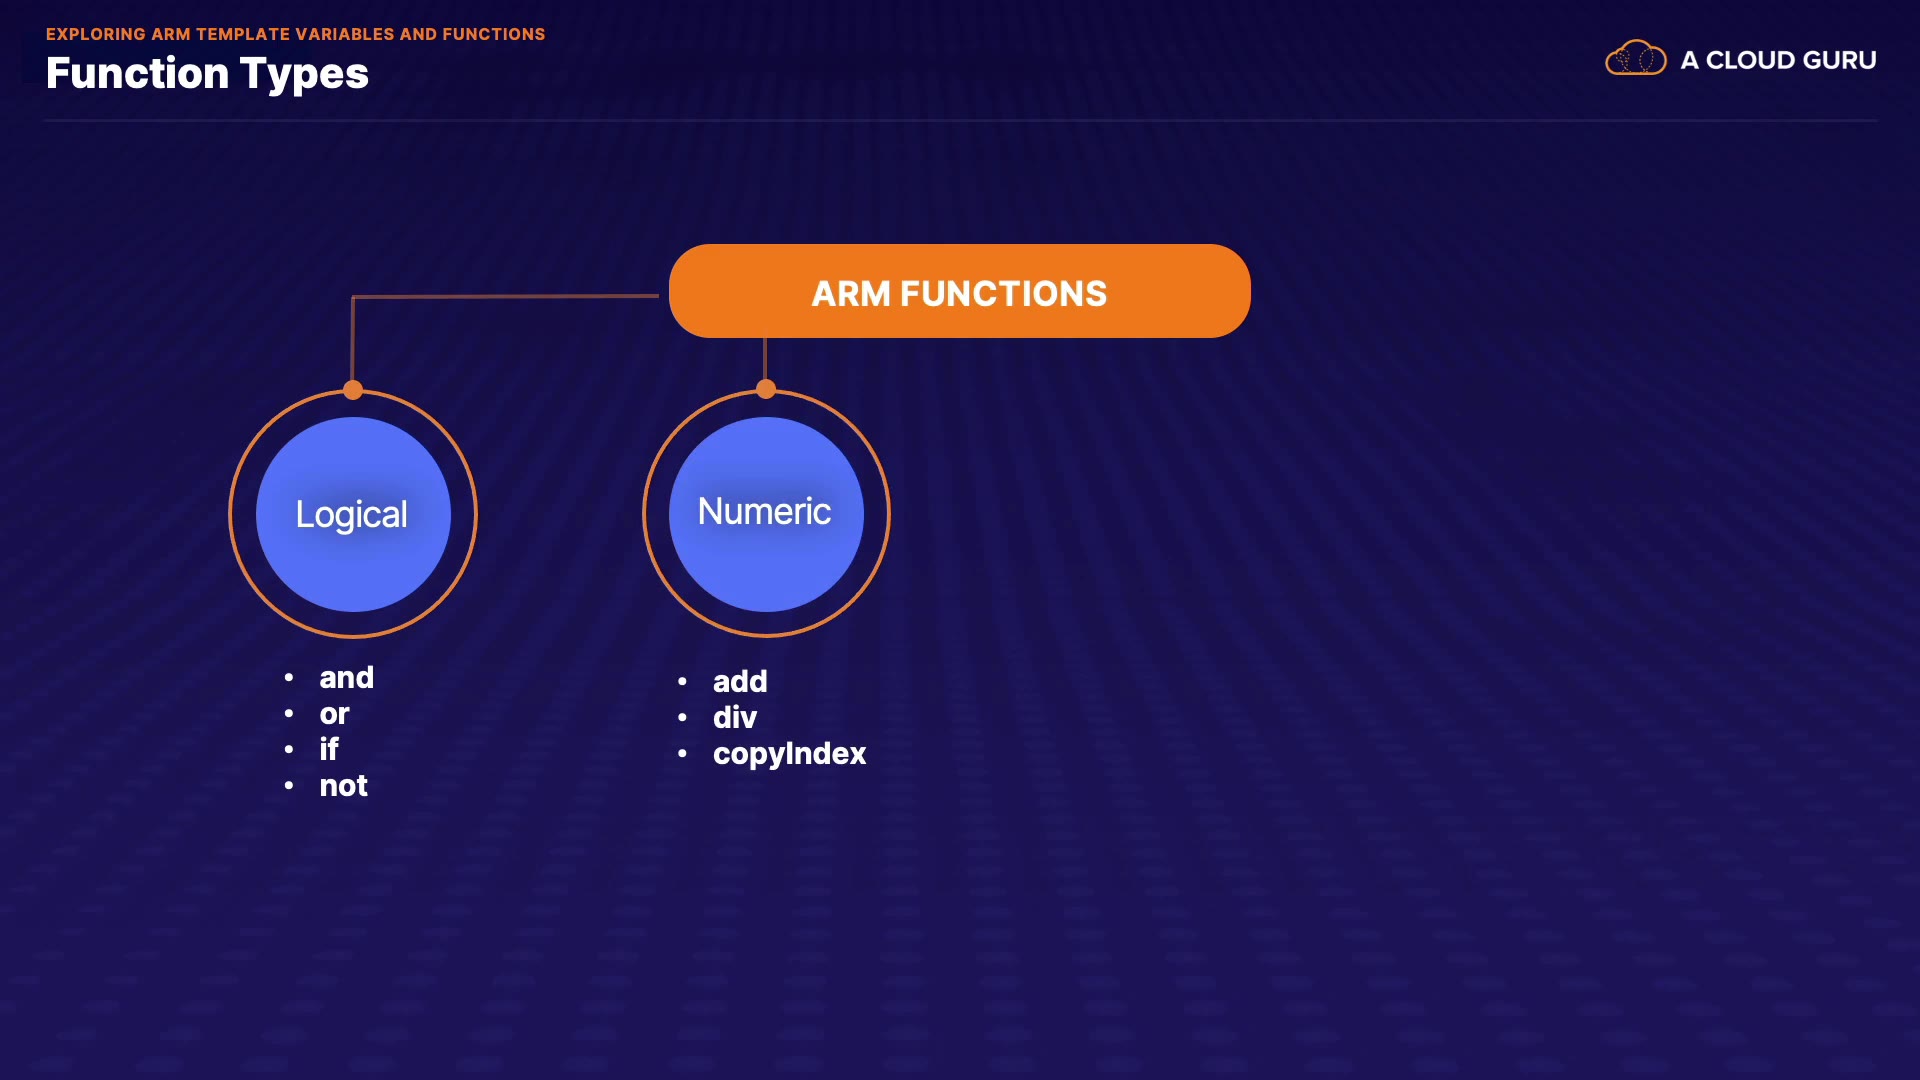 EXPLORING ARM TEMPLATE VARIABLES AND FUNCTIONS
Function Types
A CLOUD GURU
ARM FUNCTIONS
Logical
Numeric
• and
• or
• if
• not
• add
• div
• copyIndex